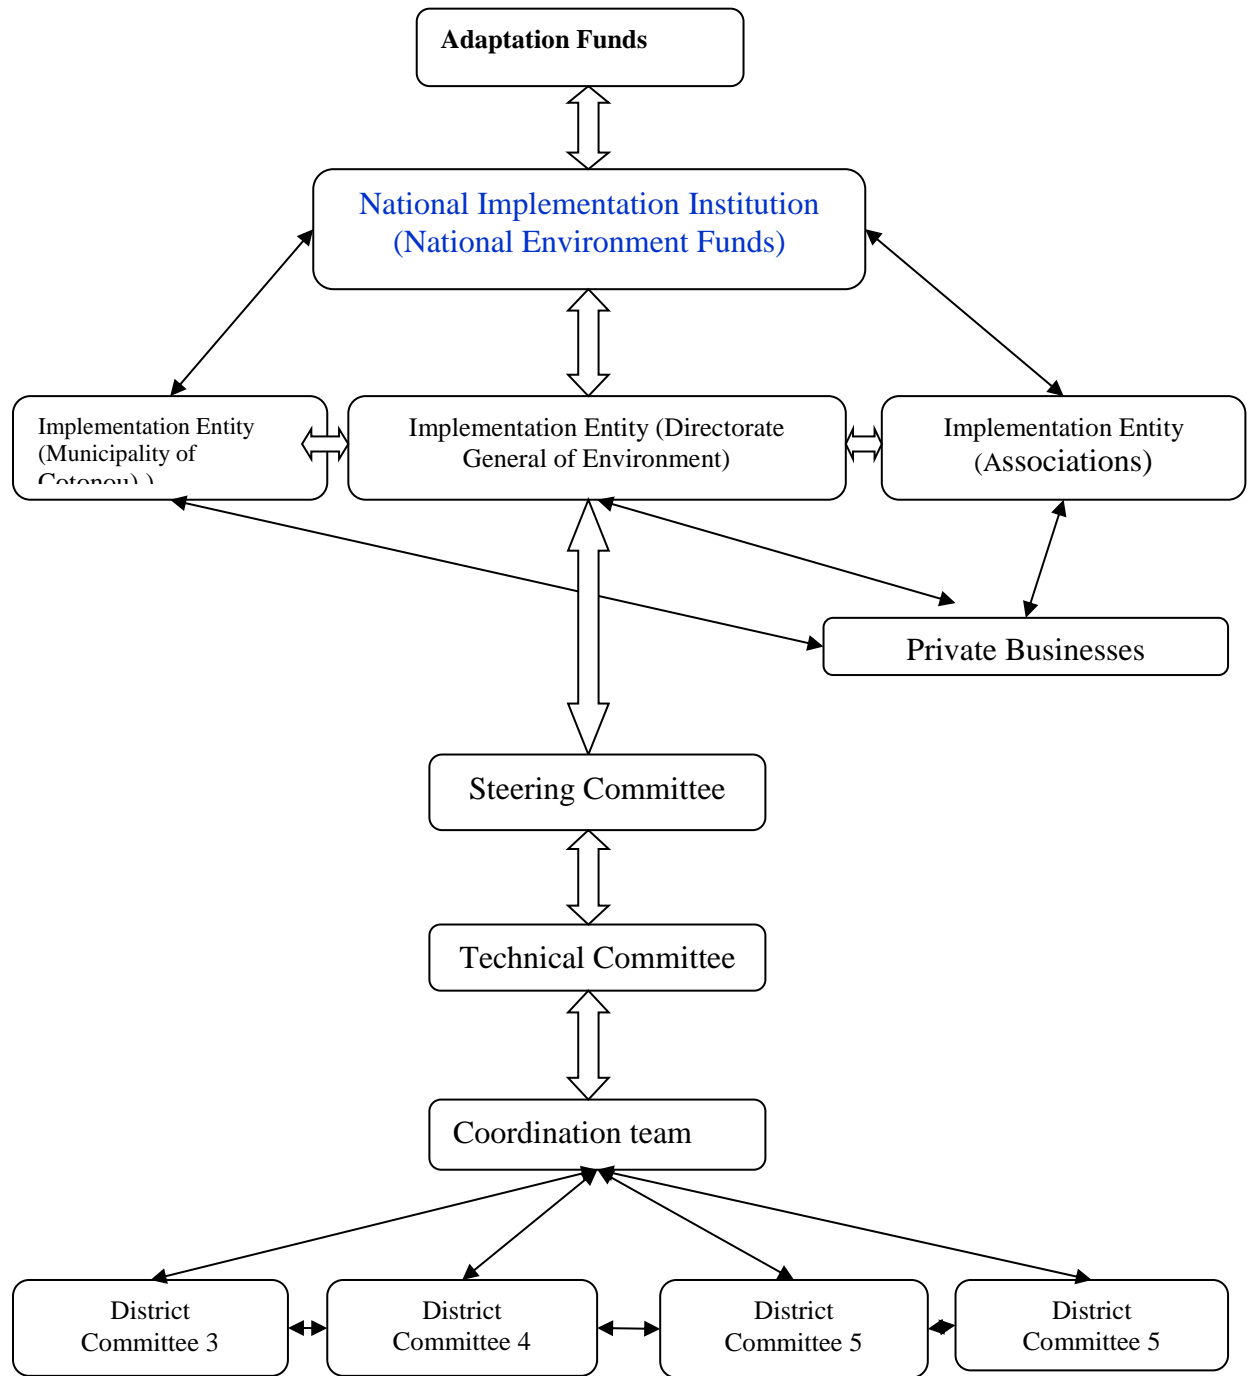 Adaptation Funds
National Implementation Institution
(National Environment Funds)
Implementation Entity
(Municipality of
Cotonou) )
Implementation Entity (Directorate
General of Environment)
Implementation Entity
(Associations)
Private Businesses
Steering Committee
Technical Committee
Coordination team
District
Committee 3
District
Committee 4
District
Committee 5
District
Committee 5